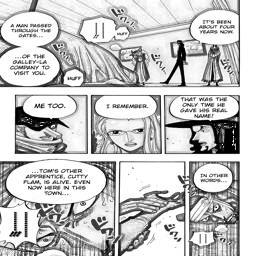 IT'S BEEN
ABOUT FOUR
YEARS NOW.
A MAN PASSED
THROUGH THE
GATES...
!!
HUFF
...OF THE
GALLEY-LA
COMPANY TO
VISIT YOU.
HUFF
THAT WAS THE
ONLY TIME HE
GAVE HIS REAL
NAME!
I REMEMBER.
ME TOO.
IN OTHER
WORDS...
!!
...TOM'S OTHER
APPRENTICE, CUTTY
FLAM, IS ALIVE. EVEN
NOW HERE IN THIS
TOWN...
!!!